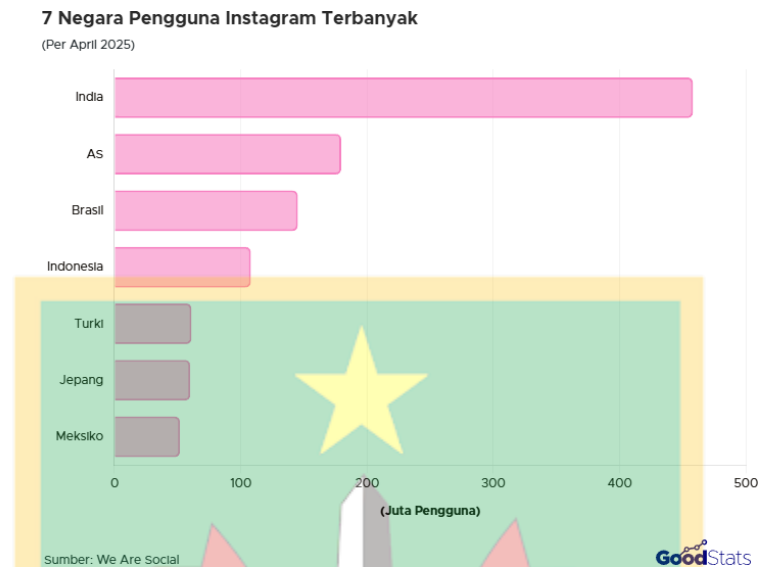 7 Negara Pengguna Instagram Terbanyak
(Per April 2025)
India
AS
Brasil
Indonesia
Turki
Jepang
Meksiko
0 100 200 300 400 500
(Juta Pengguna)
Sumber: We Are Social
GoodStats